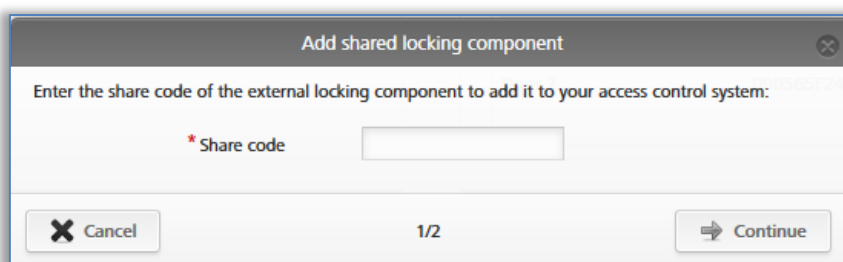 Add shared locking component
Enter the share code of the external locking component to add it to your access control system:
* Share code
Cancel
1/2
Continue